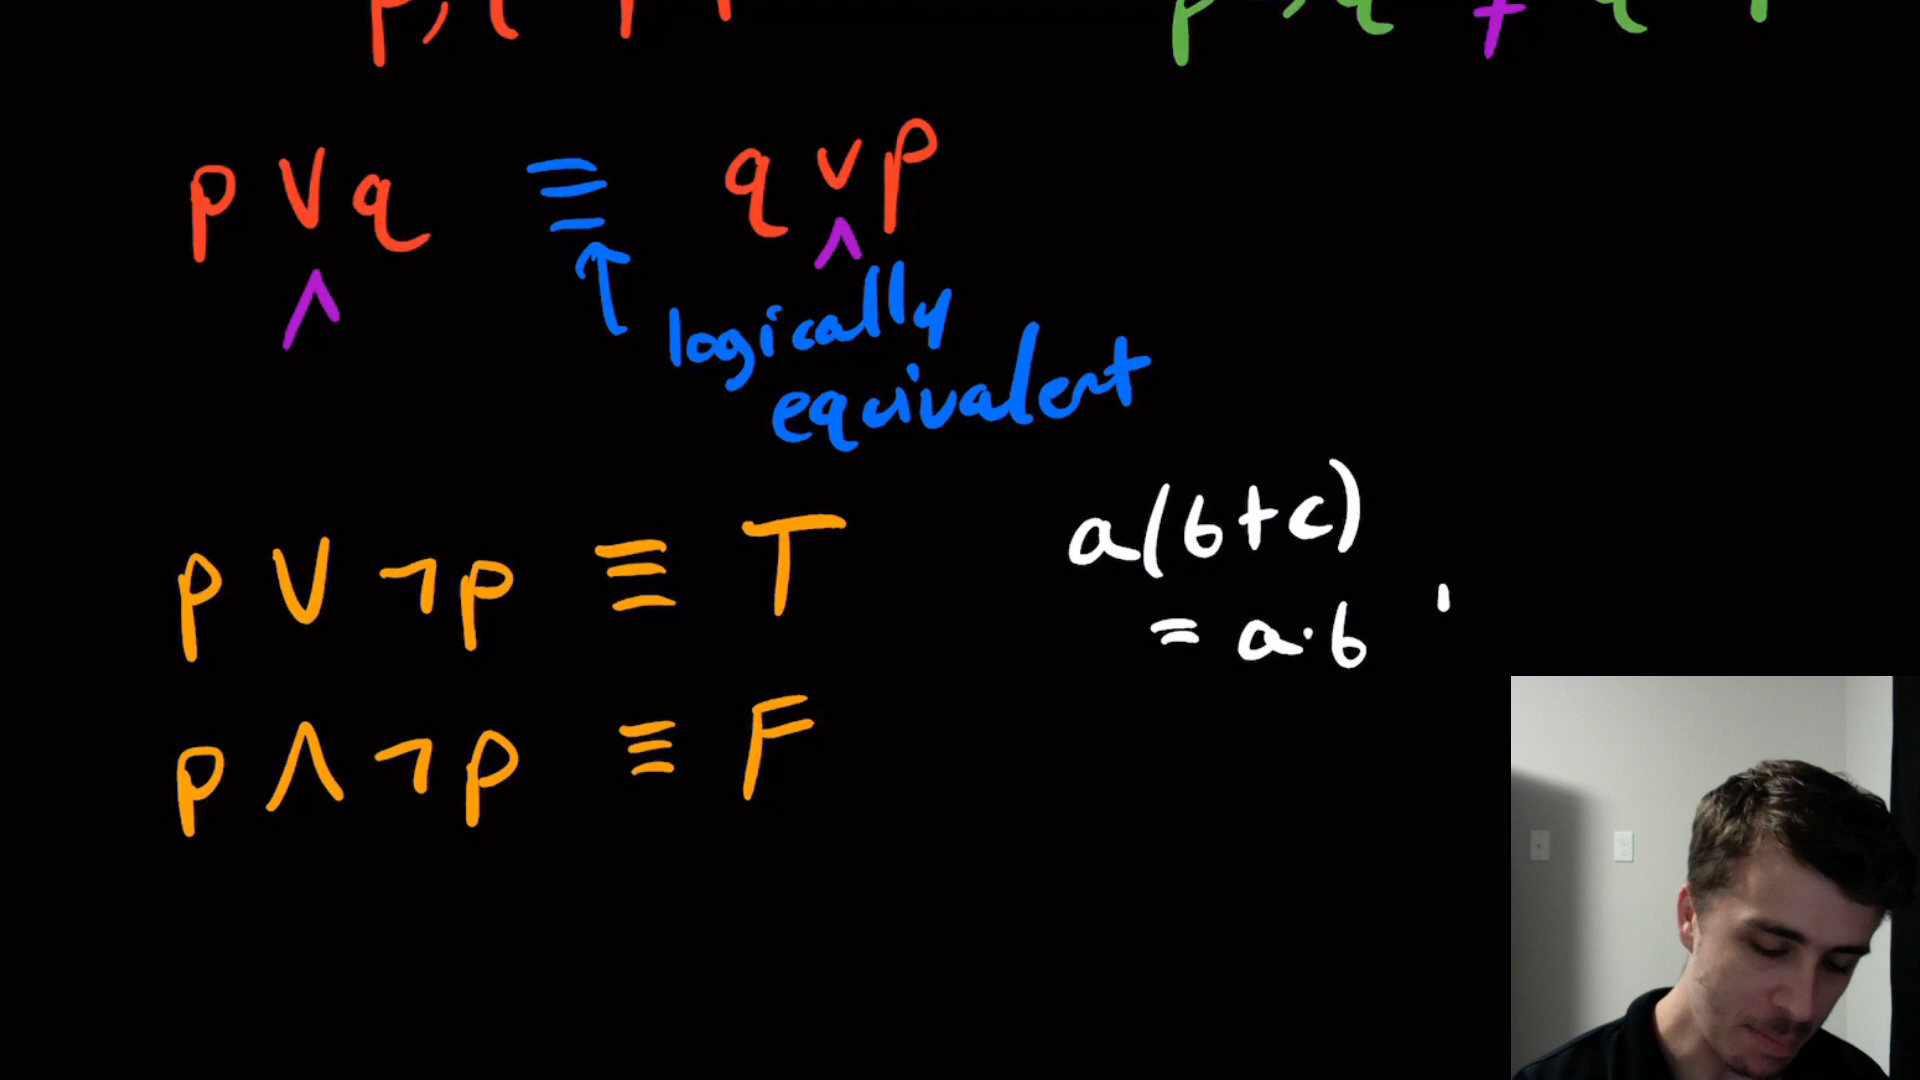 p ∨ q ≡ q ∨ p
∧ ∧
logically
equivalent
a(b+c)
p ∨ ¬p ≡ T
= a·b
p ∧ ¬p ≡ F